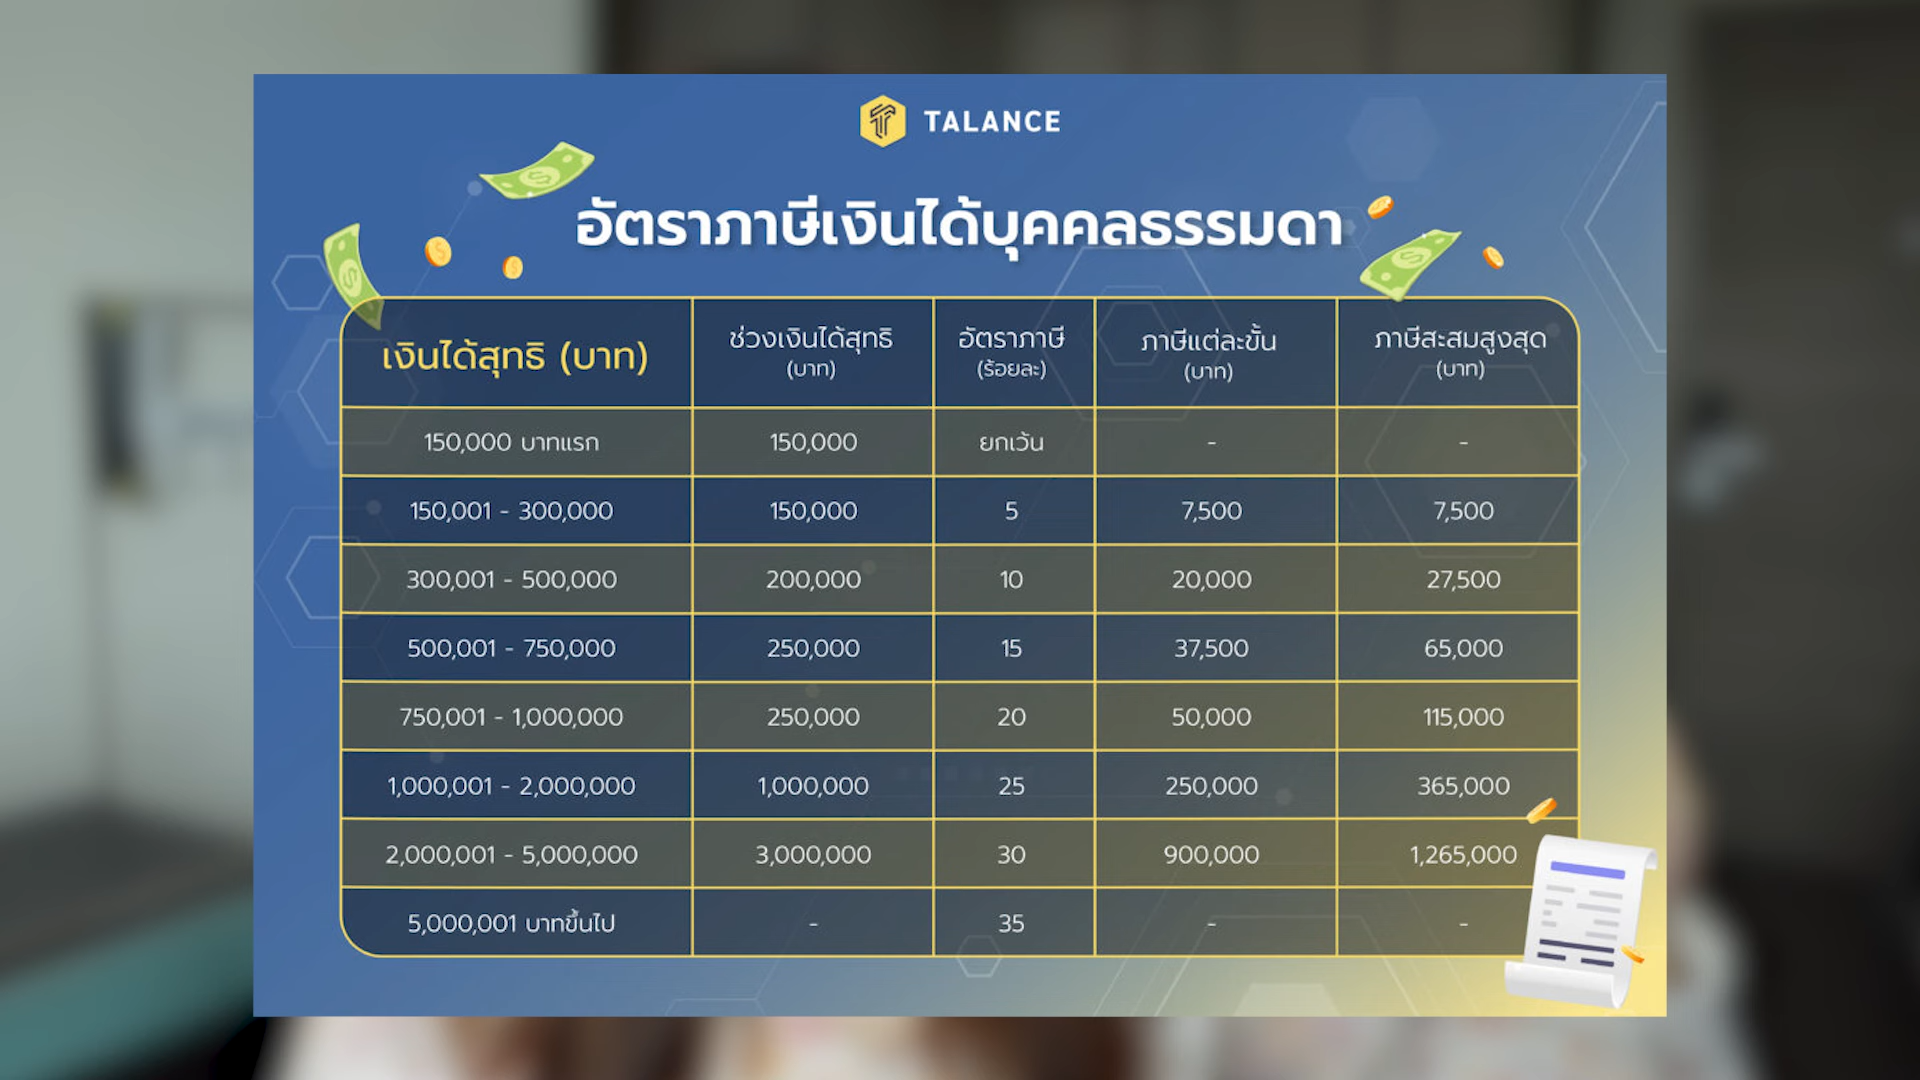 TALANCE
อัตราภาษีเงินได้บุคคลธรรมดา
เงินได้สุทธิ (บาท) ช่วงเงินได้สุทธิ (บาท) อัตราภาษี (ร้อยละ) ภาษีแต่ละขั้น (บาท) ภาษีสะสมสูงสุด (บาท)
150,000 บาทแรก 150,000 ยกเว้น - -
150,001 - 300,000 150,000 5 7,500 7,500
300,001 - 500,000 200,000 10 20,000 27,500
500,001 - 750,000 250,000 15 37,500 65,000
750,001 - 1,000,000 250,000 20 50,000 115,000
1,000,001 - 2,000,000 1,000,000 25 250,000 365,000
2,000,001 - 5,000,000 3,000,000 30 900,000 1,265,000
5,000,001 บาทขึ้นไป - 35 - -